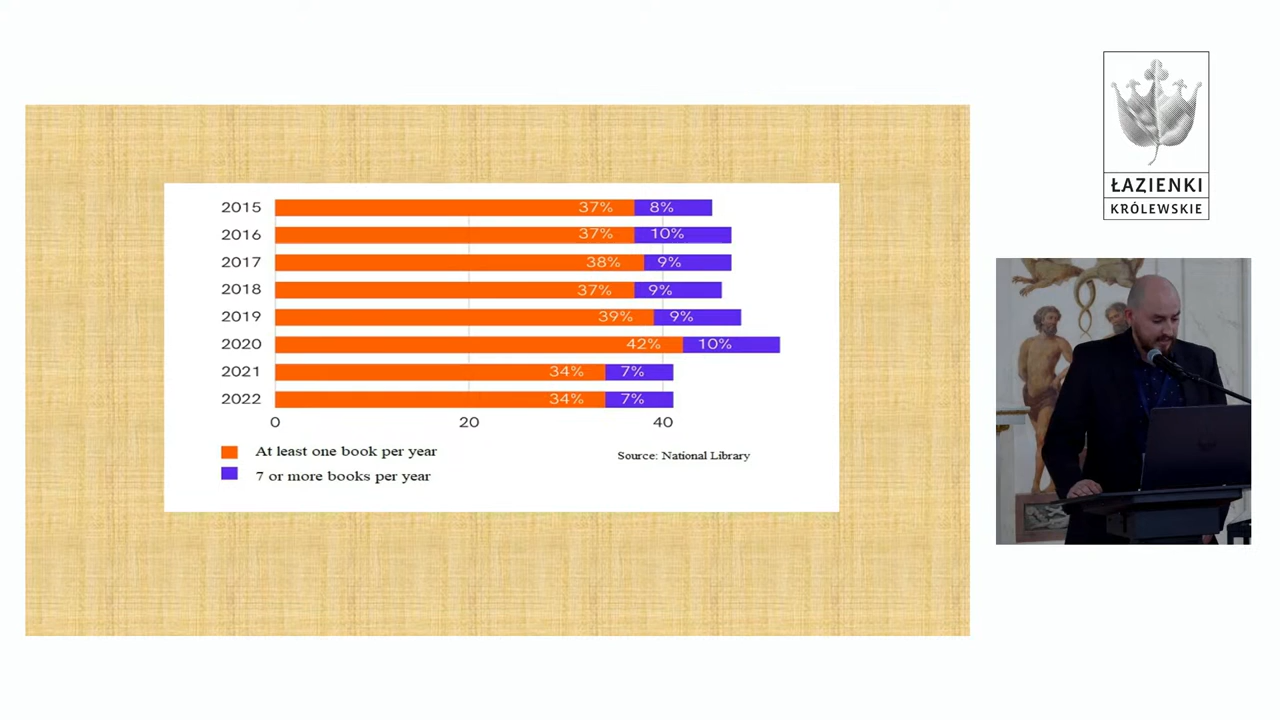 2015 37% 8%
2016 37% 10%
2017 38% 9%
2018 37% 9%
2019 39% 9%
2020 42% 10%
2021 34% 7%
2022 34% 7%
0 20 40
At least one book per year
7 or more books per year
Source: National Library
ŁAZIENKI
KRÓLEWSKIE